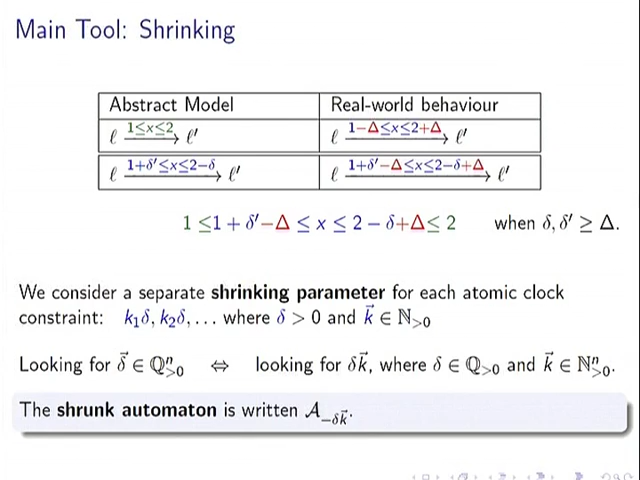 Main Tool: Shrinking
Abstract Model Real-world behaviour
ℓ 1≤x≤2 ℓ′ ℓ 1−Δ≤x≤2+Δ ℓ′
ℓ 1+δ′≤x≤2−δ ℓ′ ℓ 1+δ′−Δ≤x≤2−δ+Δ ℓ′
1 ≤1 + δ′−Δ ≤ x ≤ 2 − δ+Δ≤ 2 when δ, δ′ ≥ Δ.
We consider a separate shrinking parameter for each atomic clock
constraint: k₁δ, k₂δ, . . . where δ > 0 and k⃗ ∈ ℕ>0
Looking for δ⃗ ∈ ℚⁿ>0 ⇔ looking for δk⃗, where δ ∈ ℚ>0 and k⃗ ∈ ℕⁿ>0.
The shrunk automaton is written 𝒜−δk⃗.